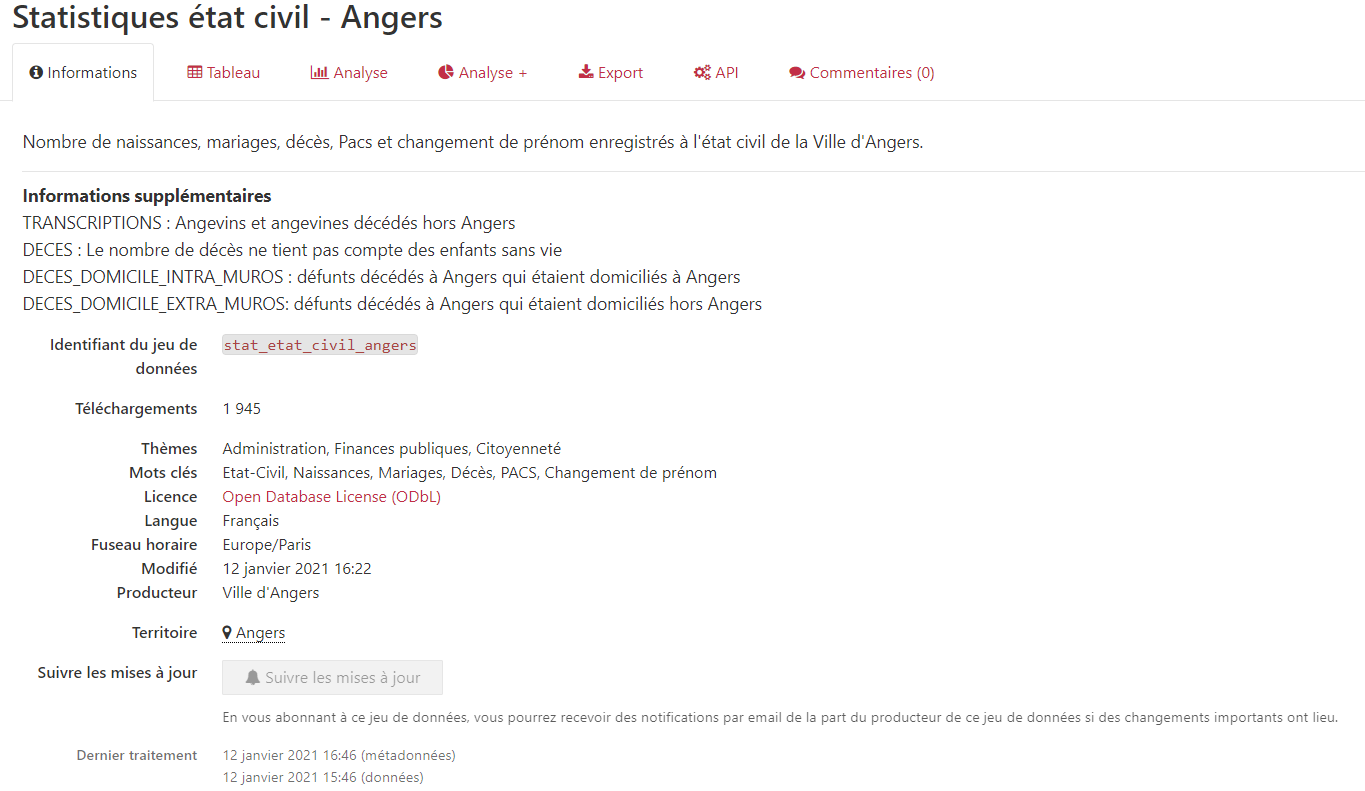 Statistiques état civil - Angers
Informations Tableau Analyse Analyse + Export API Commentaires (0)
Nombre de naissances, mariages, décès, Pacs et changement de prénom enregistrés à l'état civil de la Ville d'Angers.
Informations supplémentaires
TRANSCRIPTIONS : Angevins et angevines décédés hors Angers
DECES : Le nombre de décès ne tient pas compte des enfants sans vie
DECES_DOMICILE_INTRA_MUROS : défunts décédés à Angers qui étaient domiciliés à Angers
DECES_DOMICILE_EXTRA_MUROS: défunts décédés à Angers qui étaient domiciliés hors Angers
Identifiant du jeu de stat_etat_civil_angers
données
Téléchargements 1 945
Thèmes Administration, Finances publiques, Citoyenneté
Mots clés Etat-Civil, Naissances, Mariages, Décès, PACS, Changement de prénom
Licence Open Database License (ODbL)
Langue Français
Fuseau horaire Europe/Paris
Modifié 12 janvier 2021 16:22
Producteur Ville d'Angers
Territoire Angers
Suivre les mises à jour Suivre les mises à jour
En vous abonnant à ce jeu de données, vous pourrez recevoir des notifications par email de la part du producteur de ce jeu de données si des changements importants ont lieu.
Dernier traitement 12 janvier 2021 16:46 (métadonnées)
12 janvier 2021 15:46 (données)